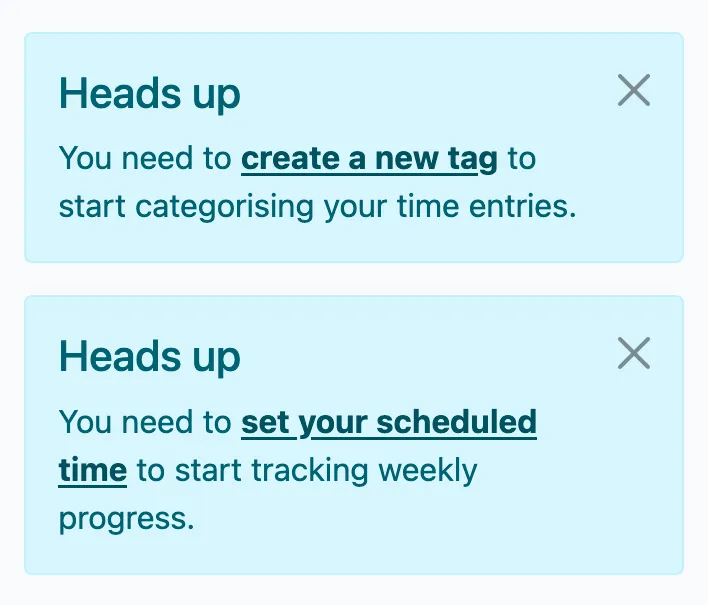 Heads up
You need to create a new tag to
start categorising your time entries.
Heads up
You need to set your scheduled
time to start tracking weekly
progress.